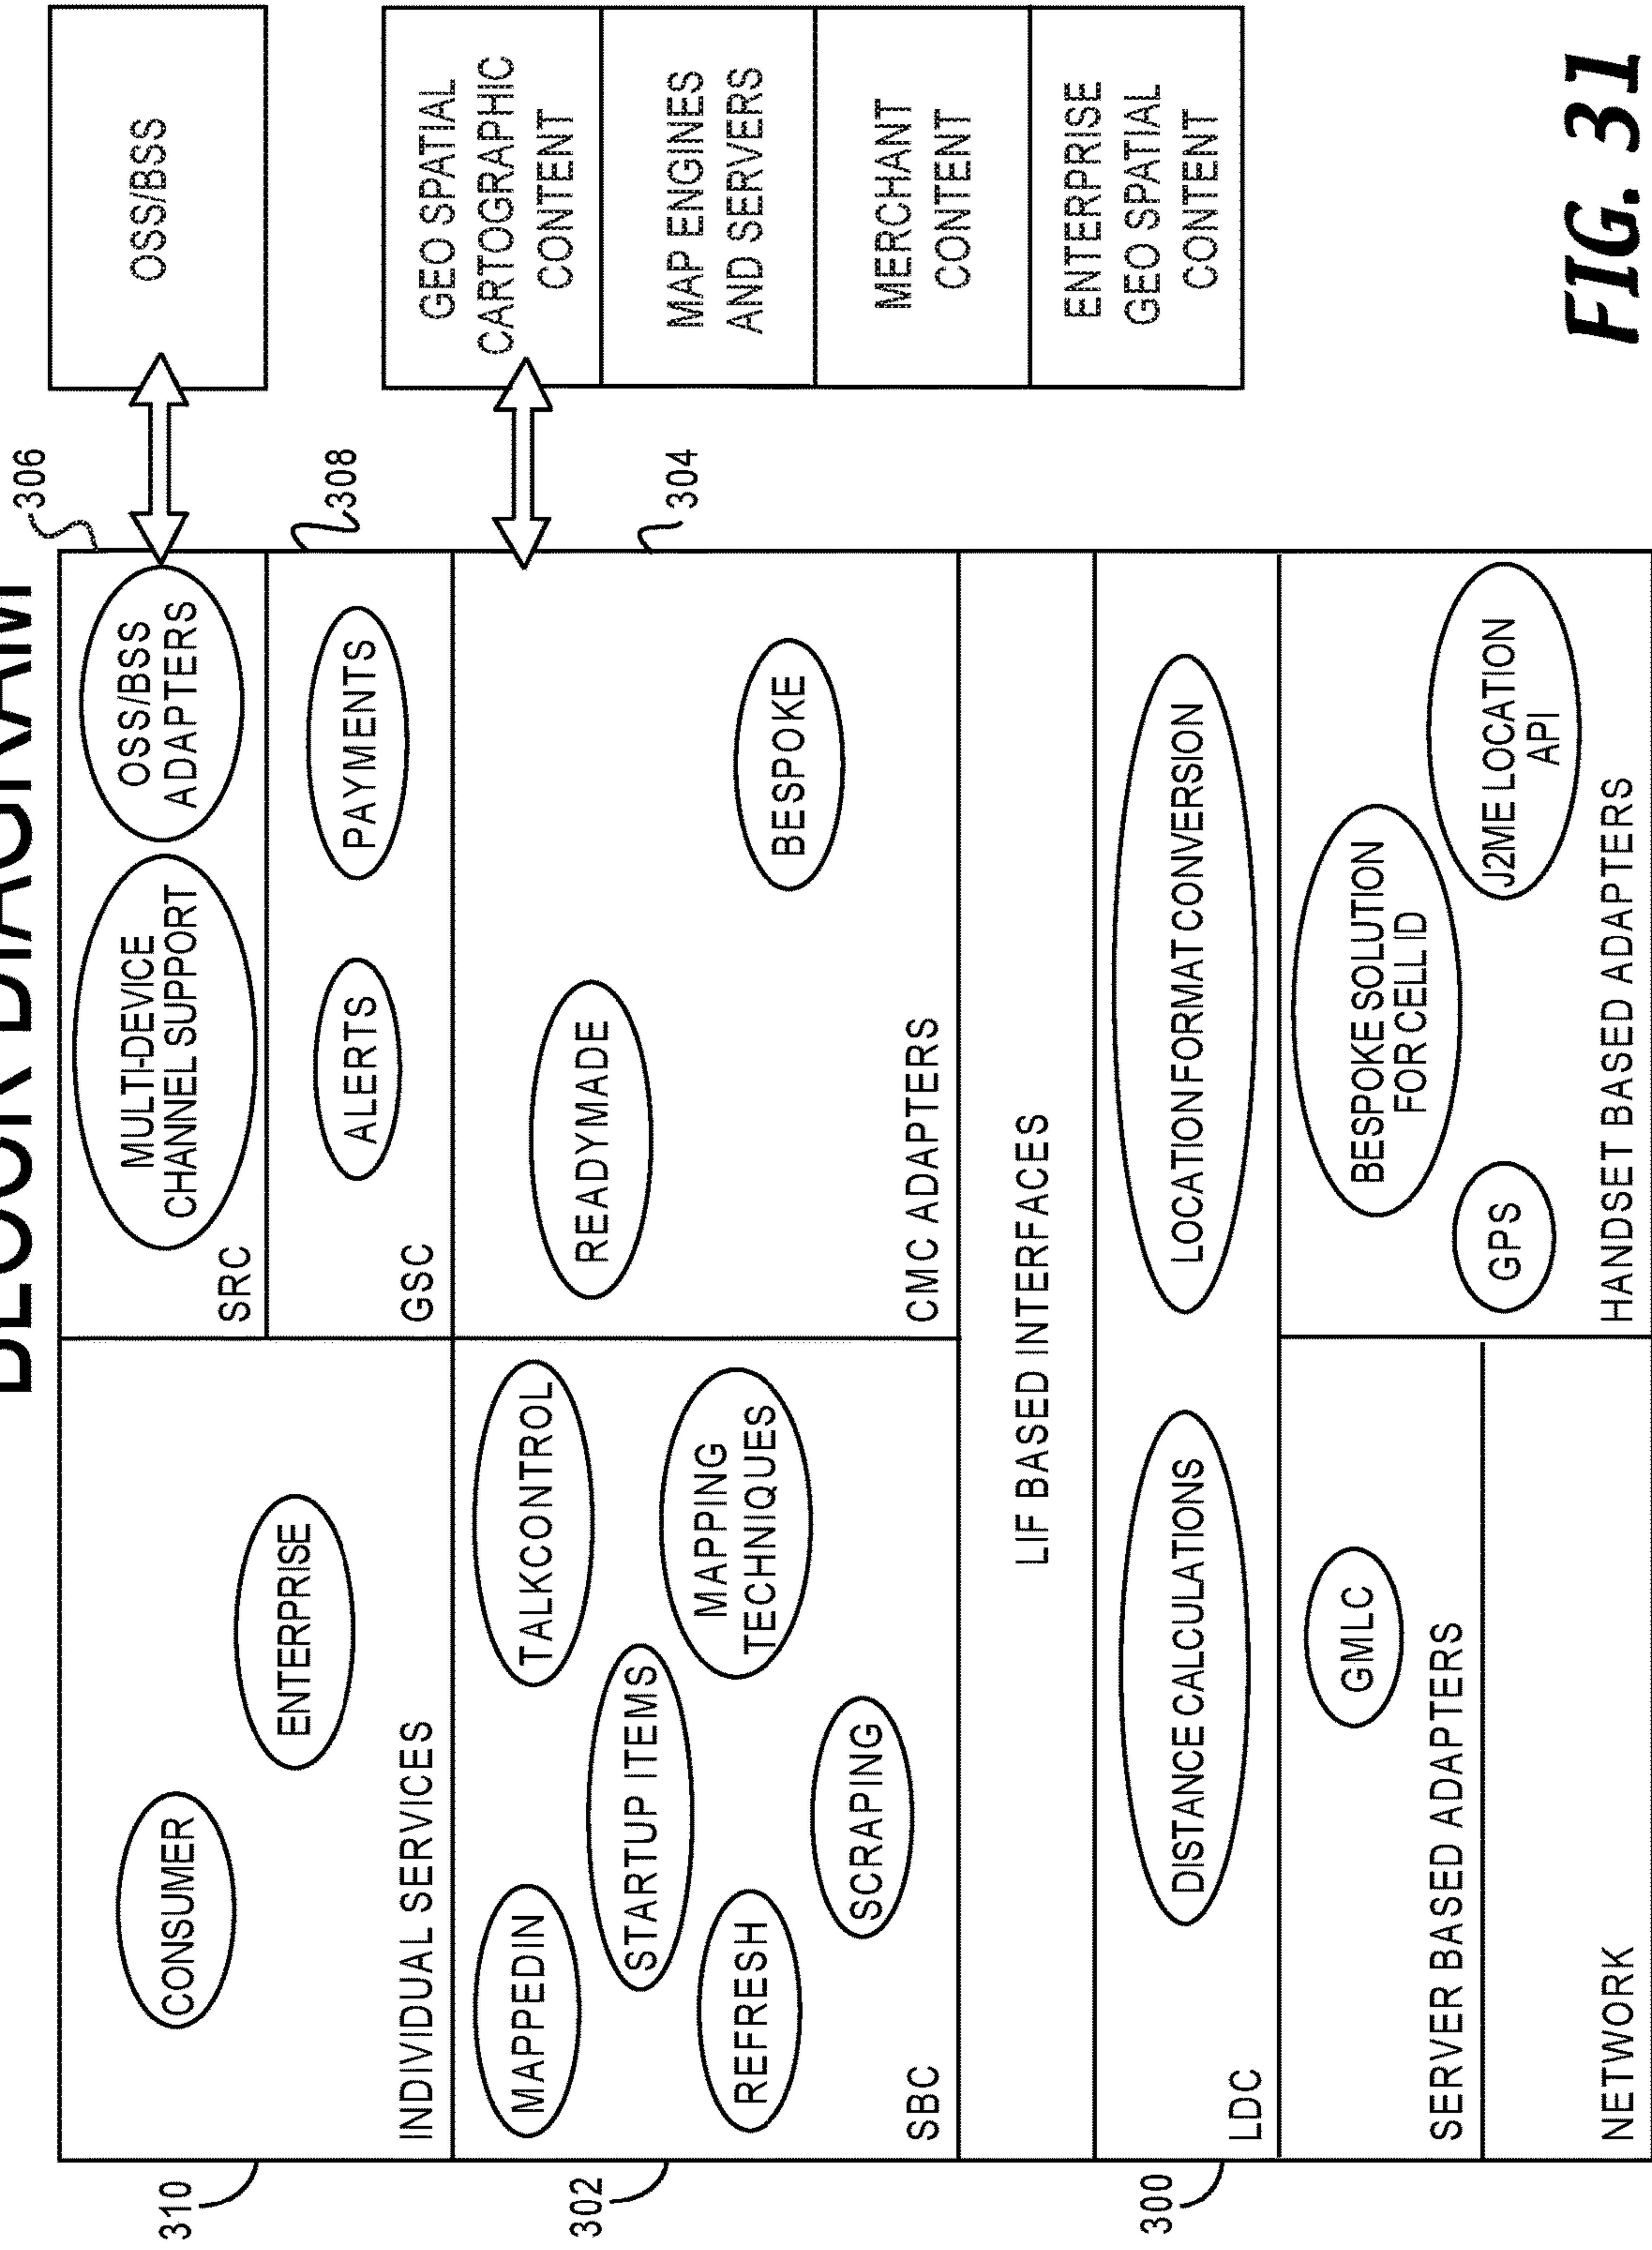 BLOCK DIAGRAM
306
310
CONSUMER
ENTERPRISE
INDIVIDUAL SERVICES
MULTI-DEVICE
CHANNEL SUPPORT
OSS/BSS
ADAPTERS
SRC
OSS/BSS
308
ALERTS
PAYMENTS
GSC
302
MAPPEDIN
TALKCONTROL
STARTUP ITEMS
MAPPING
TECHNIQUES
REFRESH
SCRAPING
SBC
304
READYMADE
BESPOKE
CMC ADAPTERS
GEO SPATIAL
CARTOGRAPHIC
CONTENT
MAP ENGINES
AND SERVERS
MERCHANT
CONTENT
ENTERPRISE
GEO SPATIAL
CONTENT
LIF BASED INTERFACES
300
DISTANCE CALCULATIONS
LOCATION FORMAT CONVERSION
LDC
GMLC
SERVER BASED ADAPTERS
NETWORK
BESPOKE SOLUTION
FOR CELL ID
GPS
J2ME LOCATION
API
HANDSET BASED ADAPTERS
FIG. 31